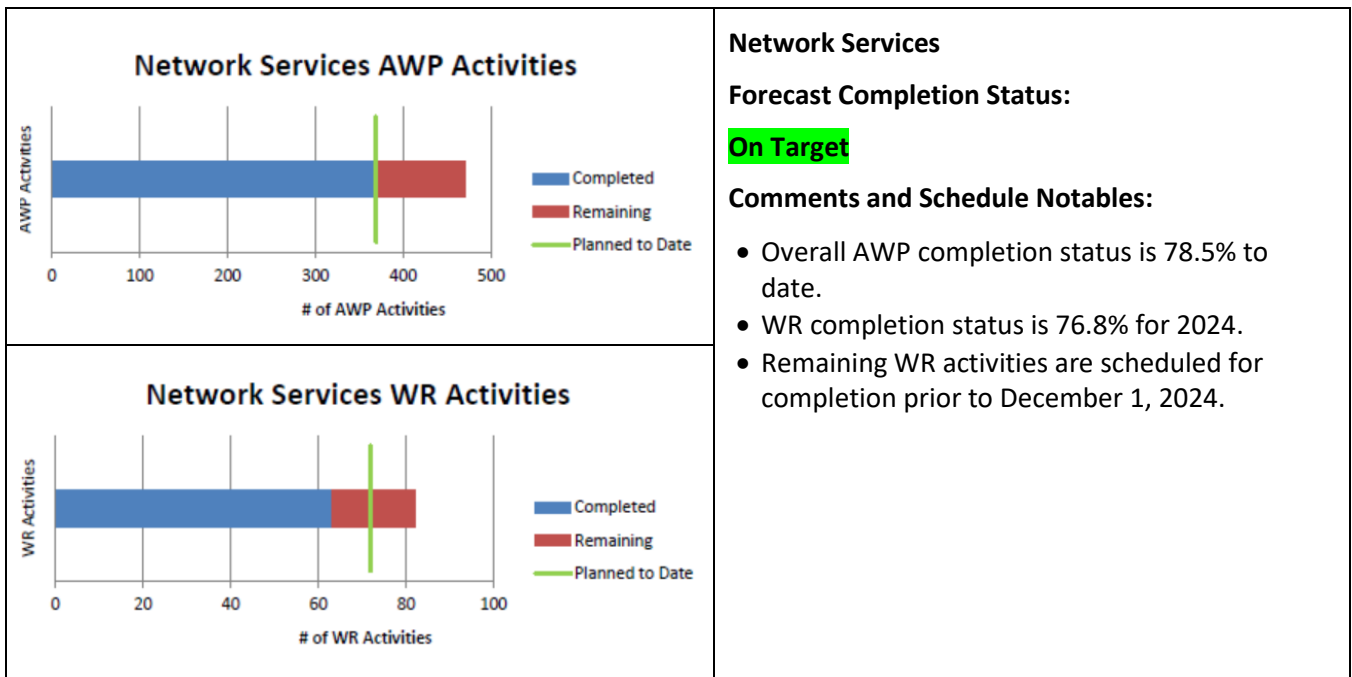 Network Services AWP Activities
AWP Activities
Completed
Remaining
Planned to Date
0 100 200 300 400 500
# of AWP Activities
Network Services WR Activities
WR Activities
Completed
Remaining
Planned to Date
0 20 40 60 80 100
# of WR Activities
Network Services
Forecast Completion Status:
On Target
Comments and Schedule Notables:
• Overall AWP completion status is 78.5% to
date.
• WR completion status is 76.8% for 2024.
• Remaining WR activities are scheduled for
completion prior to December 1, 2024.